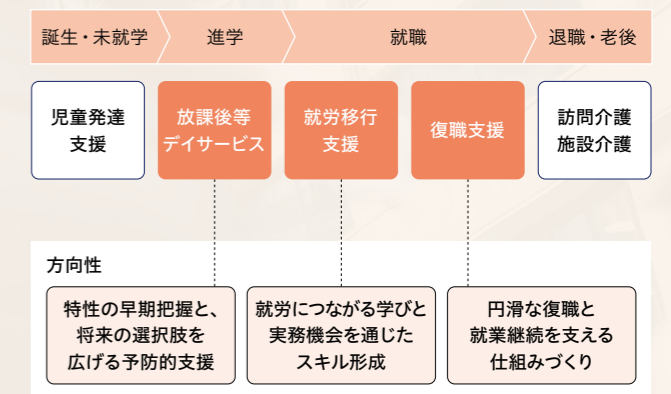 誕生・未就学
進学
就職
退職・老後
児童発達
支援
放課後等
デイサービス
就労移行
支援
復職支援
訪問介護
施設介護
方向性
特性の早期把握と、
将来の選択肢を
広げる予防的支援
就労につながる学びと
実務機会を通じた
スキル形成
円滑な復職と
就業継続を支える
仕組みづくり